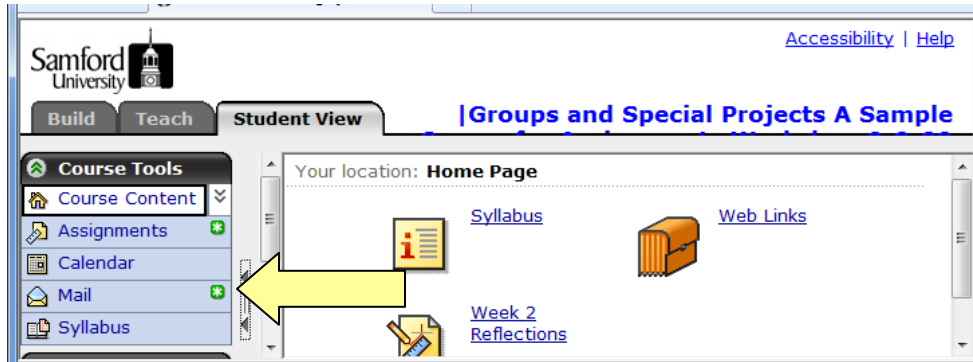 Accessibility | Help
Samford
University
Build Teach Student View
|Groups and Special Projects A Sample
Course Tools
Your location: Home Page
Course Content
Assignments
Calendar
Mail
Syllabus
Syllabus
Web Links
Week 2
Reflections